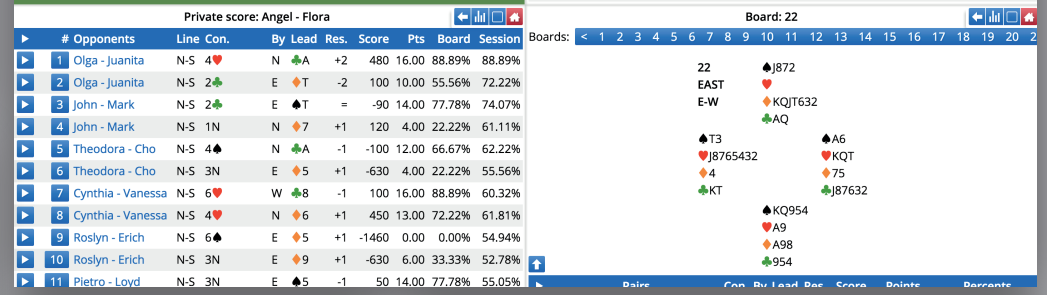 Private score: Angel - Flora
# Opponents Line Con. By Lead Res. Score Pts Board Session
1 Olga - Juanita N-S 4♥ N ♣A +2 480 16.00 88.89% 88.89%
2 Olga - Juanita N-S 2♣ E ♦T -2 100 10.00 55.56% 72.22%
3 John - Mark N-S 2♣ E ♠T = -90 14.00 77.78% 74.07%
4 John - Mark N-S 1N N ♦7 +1 120 4.00 22.22% 61.11%
5 Theodora - Cho N-S 4♠ N ♣A -1 -100 12.00 66.67% 62.22%
6 Theodora - Cho N-S 3N E ♦5 +1 -630 4.00 22.22% 55.56%
7 Cynthia - Vanessa N-S 6♥ W ♣8 -1 100 16.00 88.89% 60.32%
8 Cynthia - Vanessa N-S 4♥ N ♦6 +1 450 13.00 72.22% 61.81%
9 Roslyn - Erich N-S 6♠ E ♦5 +1 -1460 0.00 0.00% 54.94%
10 Roslyn - Erich N-S 3N E ♦9 +1 -630 6.00 33.33% 52.78%
11 Pietro - Loyd N-S 3N E ♠5 -1 50 14.00 77.78% 55.05%
Board: 22
Boards: < 1 2 3 4 5 6 7 8 9 10 11 12 13 14 15 16 17 18 19 20 2
22 ♠J872
EAST ♥
E-W ♦KQJT632
♣AQ
♠T3 ♠A6
♥J8765432 ♥KQT
♦4 ♦75
♣KT ♣J87632
♠KQ954
♥A9
♦A98
♣954
Pairs Con. By Lead Res. Score Points Percents